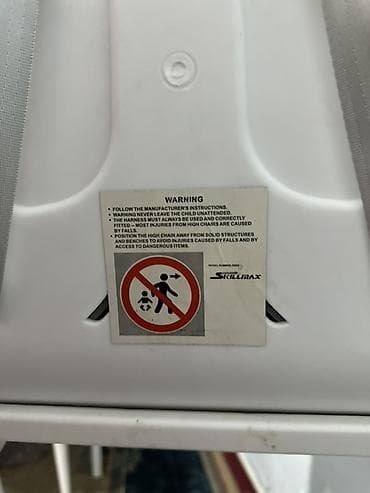 WARNING
• FOLLOW THE MANUFACTURER'S INSTRUCTIONS.
• WARNING NEVER LEAVE THE CHILD UNATTENDED.
• THE HARNESS MUST ALWAYS BE USED AND CORRECTLY
FITTED – MOST INJURIES FROM HIGH CHAIRS ARE CAUSED
BY FALLS.
• POSITION THE HIGH CHAIR AWAY FROM SOLID STRUCTURES
AND BENCHES TO AVOID INJURIES CAUSED BY FALLS AND BY
ACCESS TO DANGEROUS ITEMS.
SKILLMAX